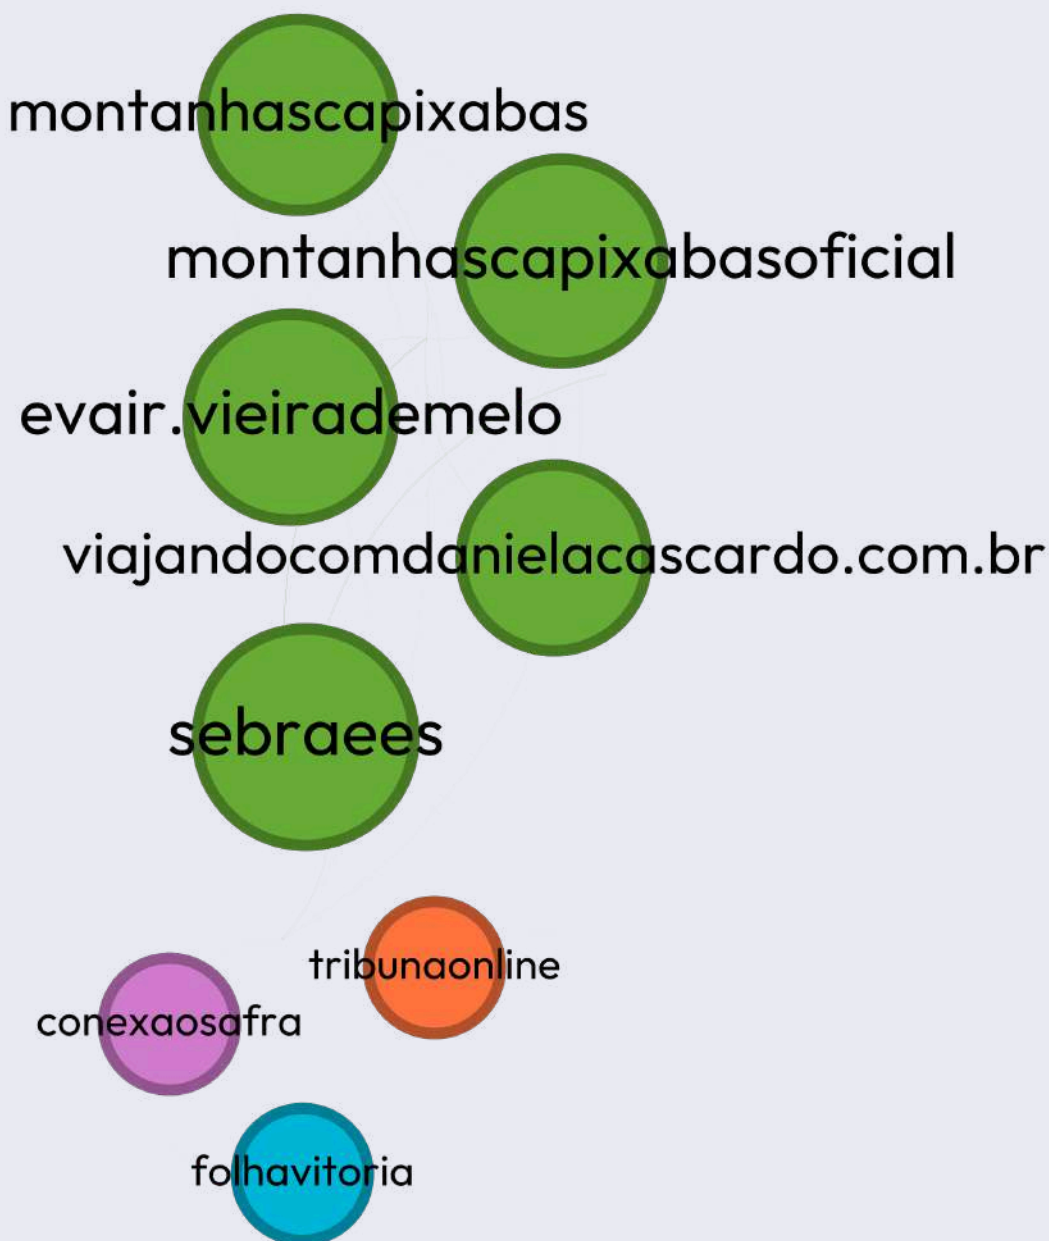 montanhascapixabas
montanhascapixabasoficial
evair.vieirademelo
viajandocomdanielacascardo.com.br
sebraees
tribunaonline
conexaosafra
folhavitoria